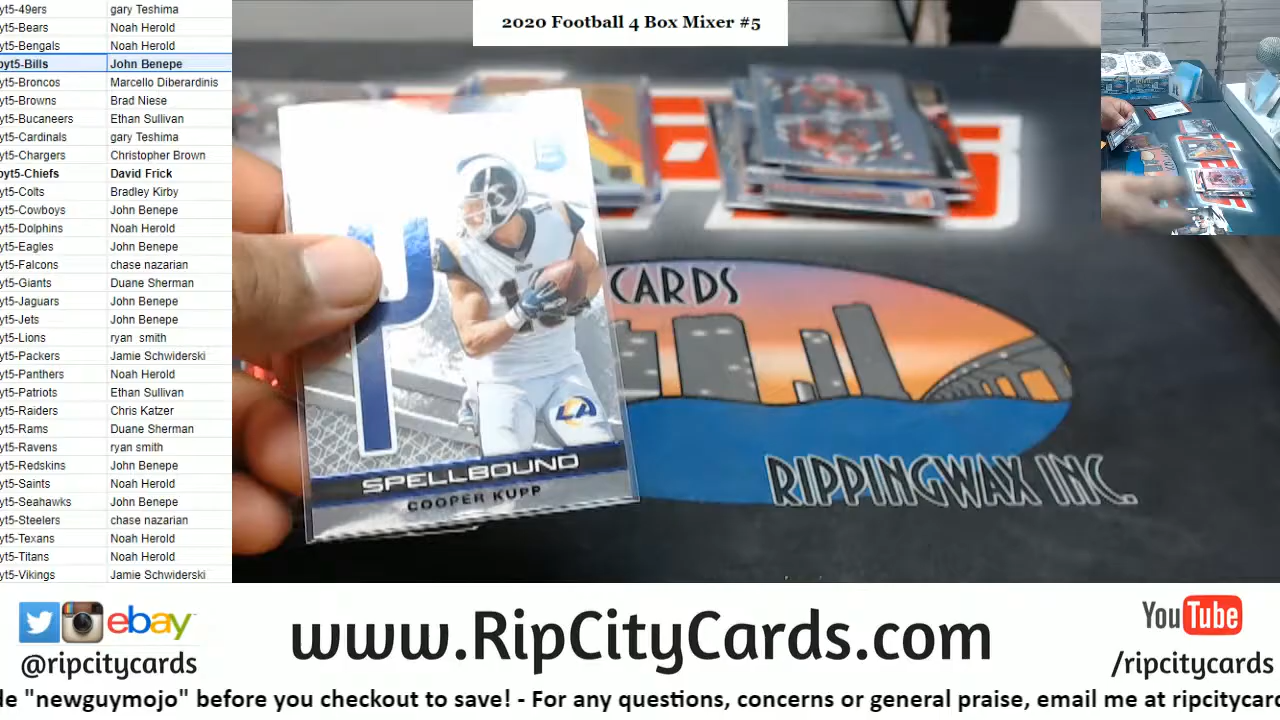 2020 Football 4 Box Mixer #5
yt5-49ers gary Teshima
yt5-Bears Noah Herold
yt5-Bengals Noah Herold
pyt5-Bills John Benepe
yt5-Broncos Marcello Diberardinis
yt5-Browns Brad Niese
yt5-Bucaneers Ethan Sullivan
yt5-Cardinals gary Teshima
yt5-Chargers Christopher Brown
pyt5-Chiefs David Frick
yt5-Colts Bradley Kirby
yt5-Cowboys John Benepe
yt5-Dolphins Noah Herold
yt5-Eagles John Benepe
yt5-Falcons chase nazarian
yt5-Giants Duane Sherman
yt5-Jaguars John Benepe
yt5-Jets John Benepe
yt5-Lions ryan smith
yt5-Packers Jamie Schwiderski
yt5-Panthers Noah Herold
yt5-Patriots Ethan Sullivan
yt5-Raiders Chris Katzer
yt5-Rams Duane Sherman
yt5-Ravens ryan smith
yt5-Redskins John Benepe
yt5-Saints Noah Herold
yt5-Seahawks John Benepe
yt5-Steelers chase nazarian
yt5-Texans Noah Herold
yt5-Titans Noah Herold
yt5-Vikings Jamie Schwiderski
P
LA
SPELLBOUND
COOPER KUPP
CARDS
RIPPINGWAX INC.
ebay
@ripcitycards
www.RipCityCards.com
YouTube
/ripcitycards
de "newguymojo" before you checkout to save! - For any questions, concerns or general praise, email me at ripcitycard